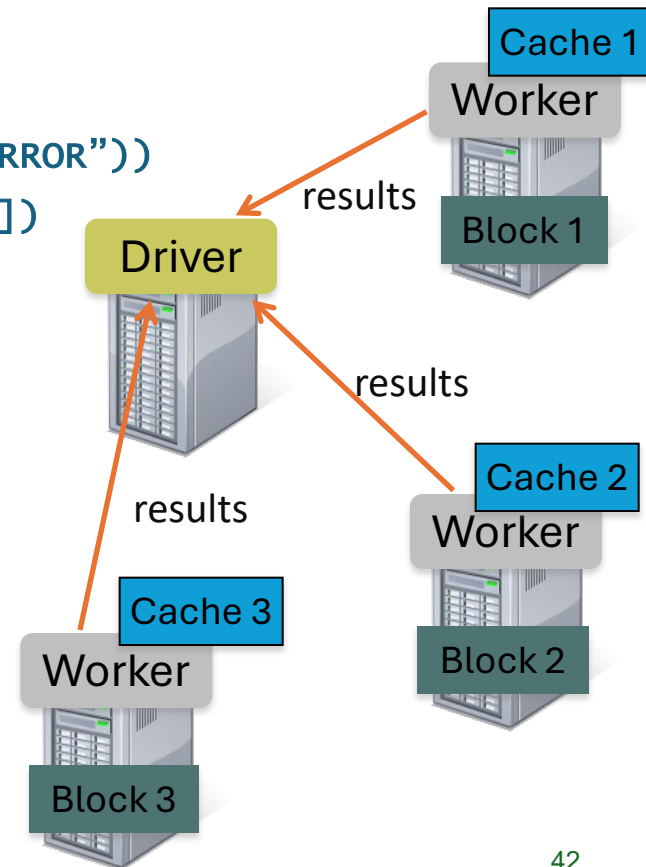 Cache 1
Worker
RROR”))
results
])
Block 1
Driver
results
Cache 2
results
Worker
Cache 3
Block 2
Worker
Block 3
42